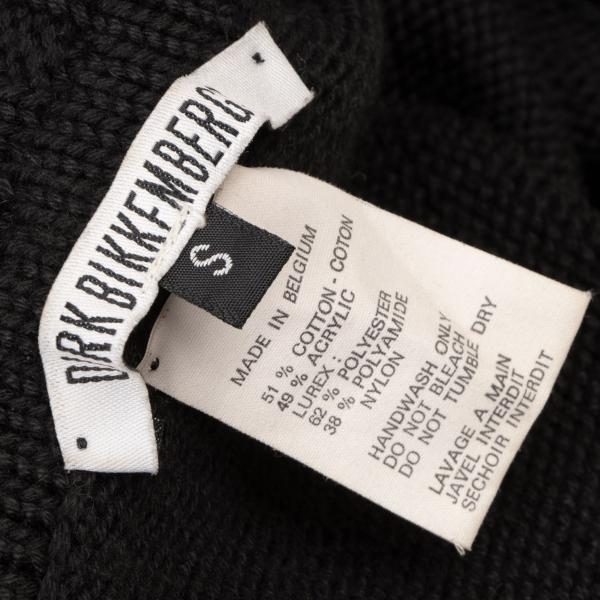 DIRK BIKKEMBERG
S
MADE IN BELGIUM
51 % COTTON - COTON
49 % ACRYLIC
LUREX :
62 % POLYESTER
38 % POLYAMIDE
NYLON
HANDWASH ONLY
DO NOT BLEACH
DO NOT TUMBLE DRY
LAVAGE A MAIN
JAVEL INTERDIT
SECHOIR INTERDIT